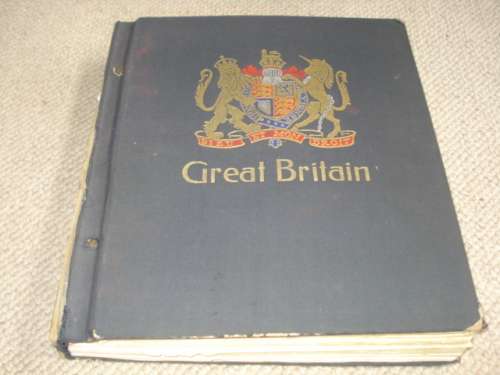 DIEU ET MON DROIT
Great Britain